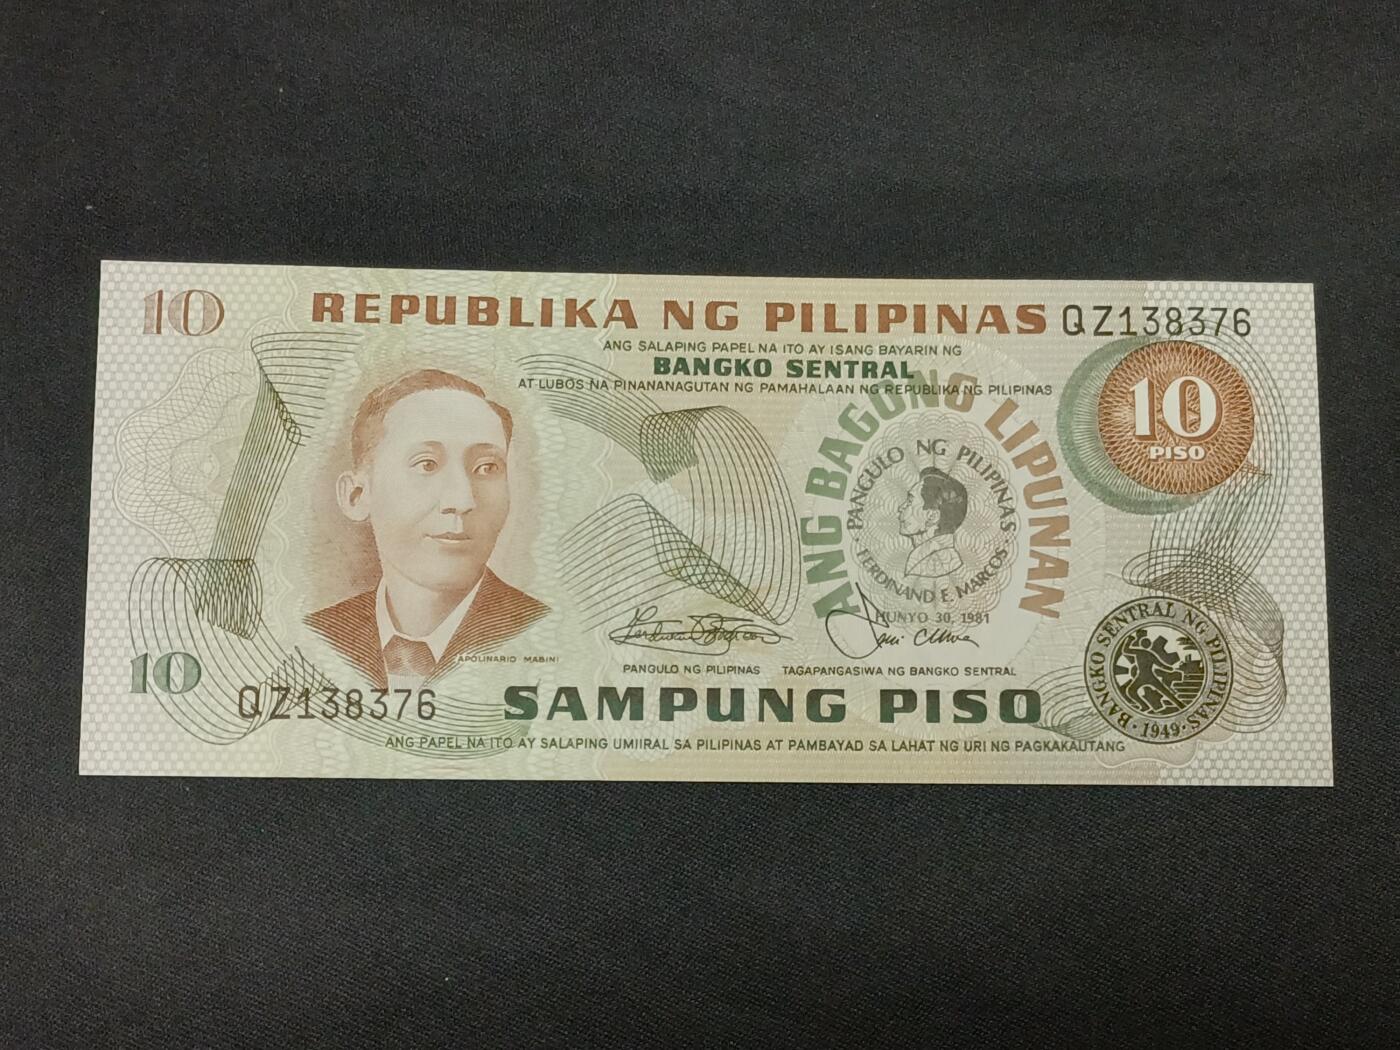 10
REPUBLIKA NG PILIPINAS
QZ138376
ANG SALAPING PAPEL NA ITO AY ISANG BAYARIN NG
BANGKO SENTRAL
AT LUBOS NA PINANANAGUTAN NG PAMAHALAAN NG REPUBLIKA NG PILIPINAS
10
PISO
ANG BAGONG LIPUNAN
PANGULO NG PILIPINAS
FERDINAND E. MARCOS
HUNYO 30, 1981
APOLINARIO MABINI
PANGULO NG PILIPINAS
TAGAPANGASIWA NG BANGKO SENTRAL
BANGKO SENTRAL NG PILIPINAS
· 1949 ·
10
QZ138376
SAMPUNG PISO
ANG PAPEL NA ITO AY SALAPING UMIIRAL SA PILIPINAS AT PAMBAYAD SA LAHAT NG URI NG PAGKAKAUTANG